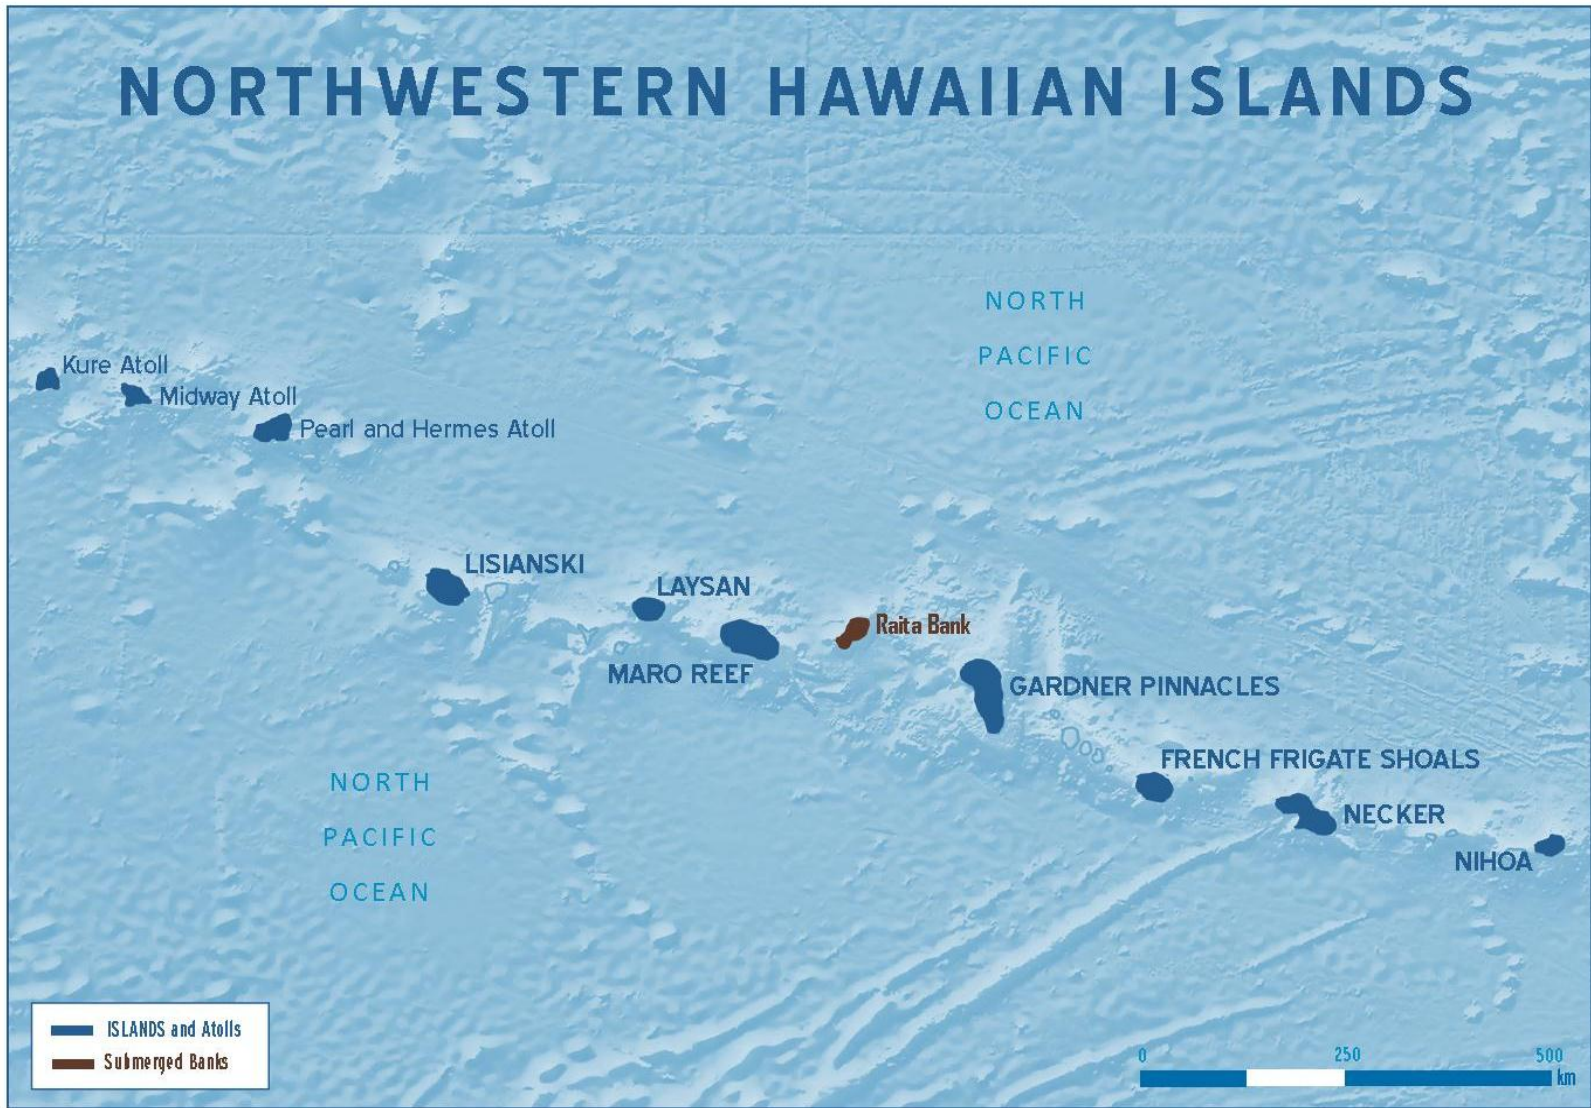 NORTHWESTERN HAWAIIAN ISLANDS
NORTH
PACIFIC
OCEAN
Kure Atoll
Midway Atoll
Pearl and Hermes Atoll
LISIANSKI
LAYSAN
MARO REEF
Raita Bank
GARDNER PINNACLES
FRENCH FRIGATE SHOALS
NECKER
NIHOA
NORTH
PACIFIC
OCEAN
ISLANDS and Atolls
Submerged Banks
0 250 500
km